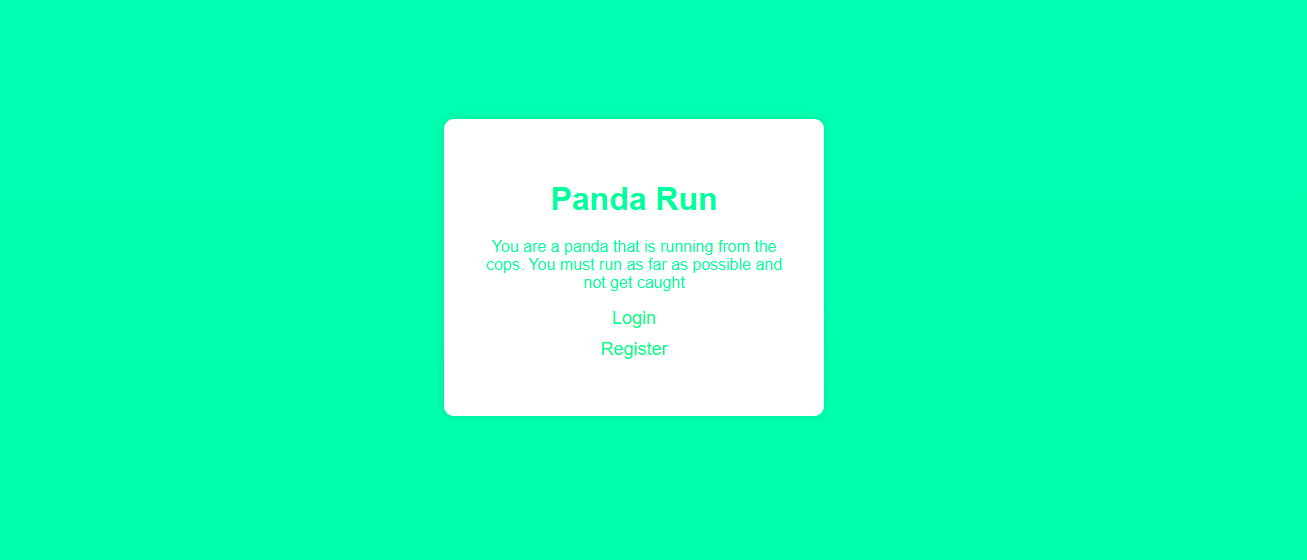 Panda Run
You are a panda that is running from the
cops. You must run as far as possible and
not get caught
Login
Register